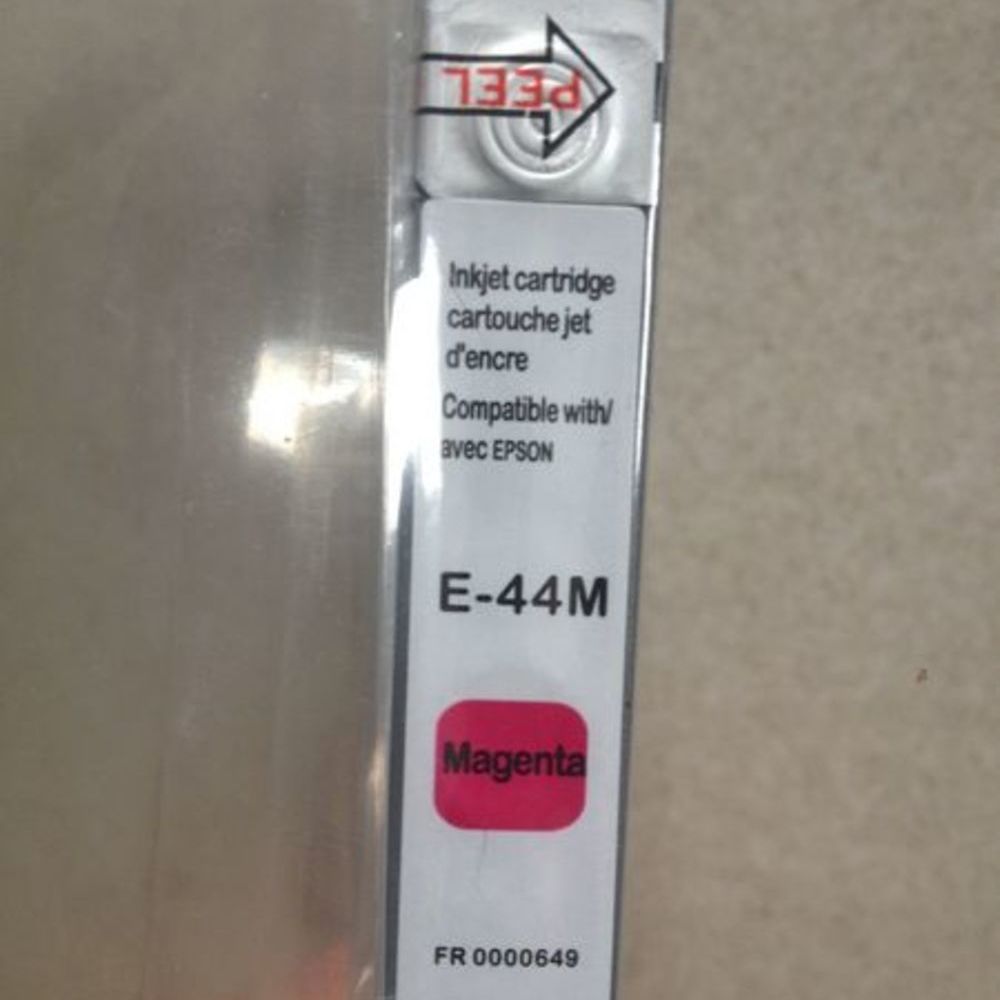 PEEL
Inkjet cartridge
cartouche jet
d'encre
Compatible with/
avec EPSON
E-44M
Magenta
FR 0000649